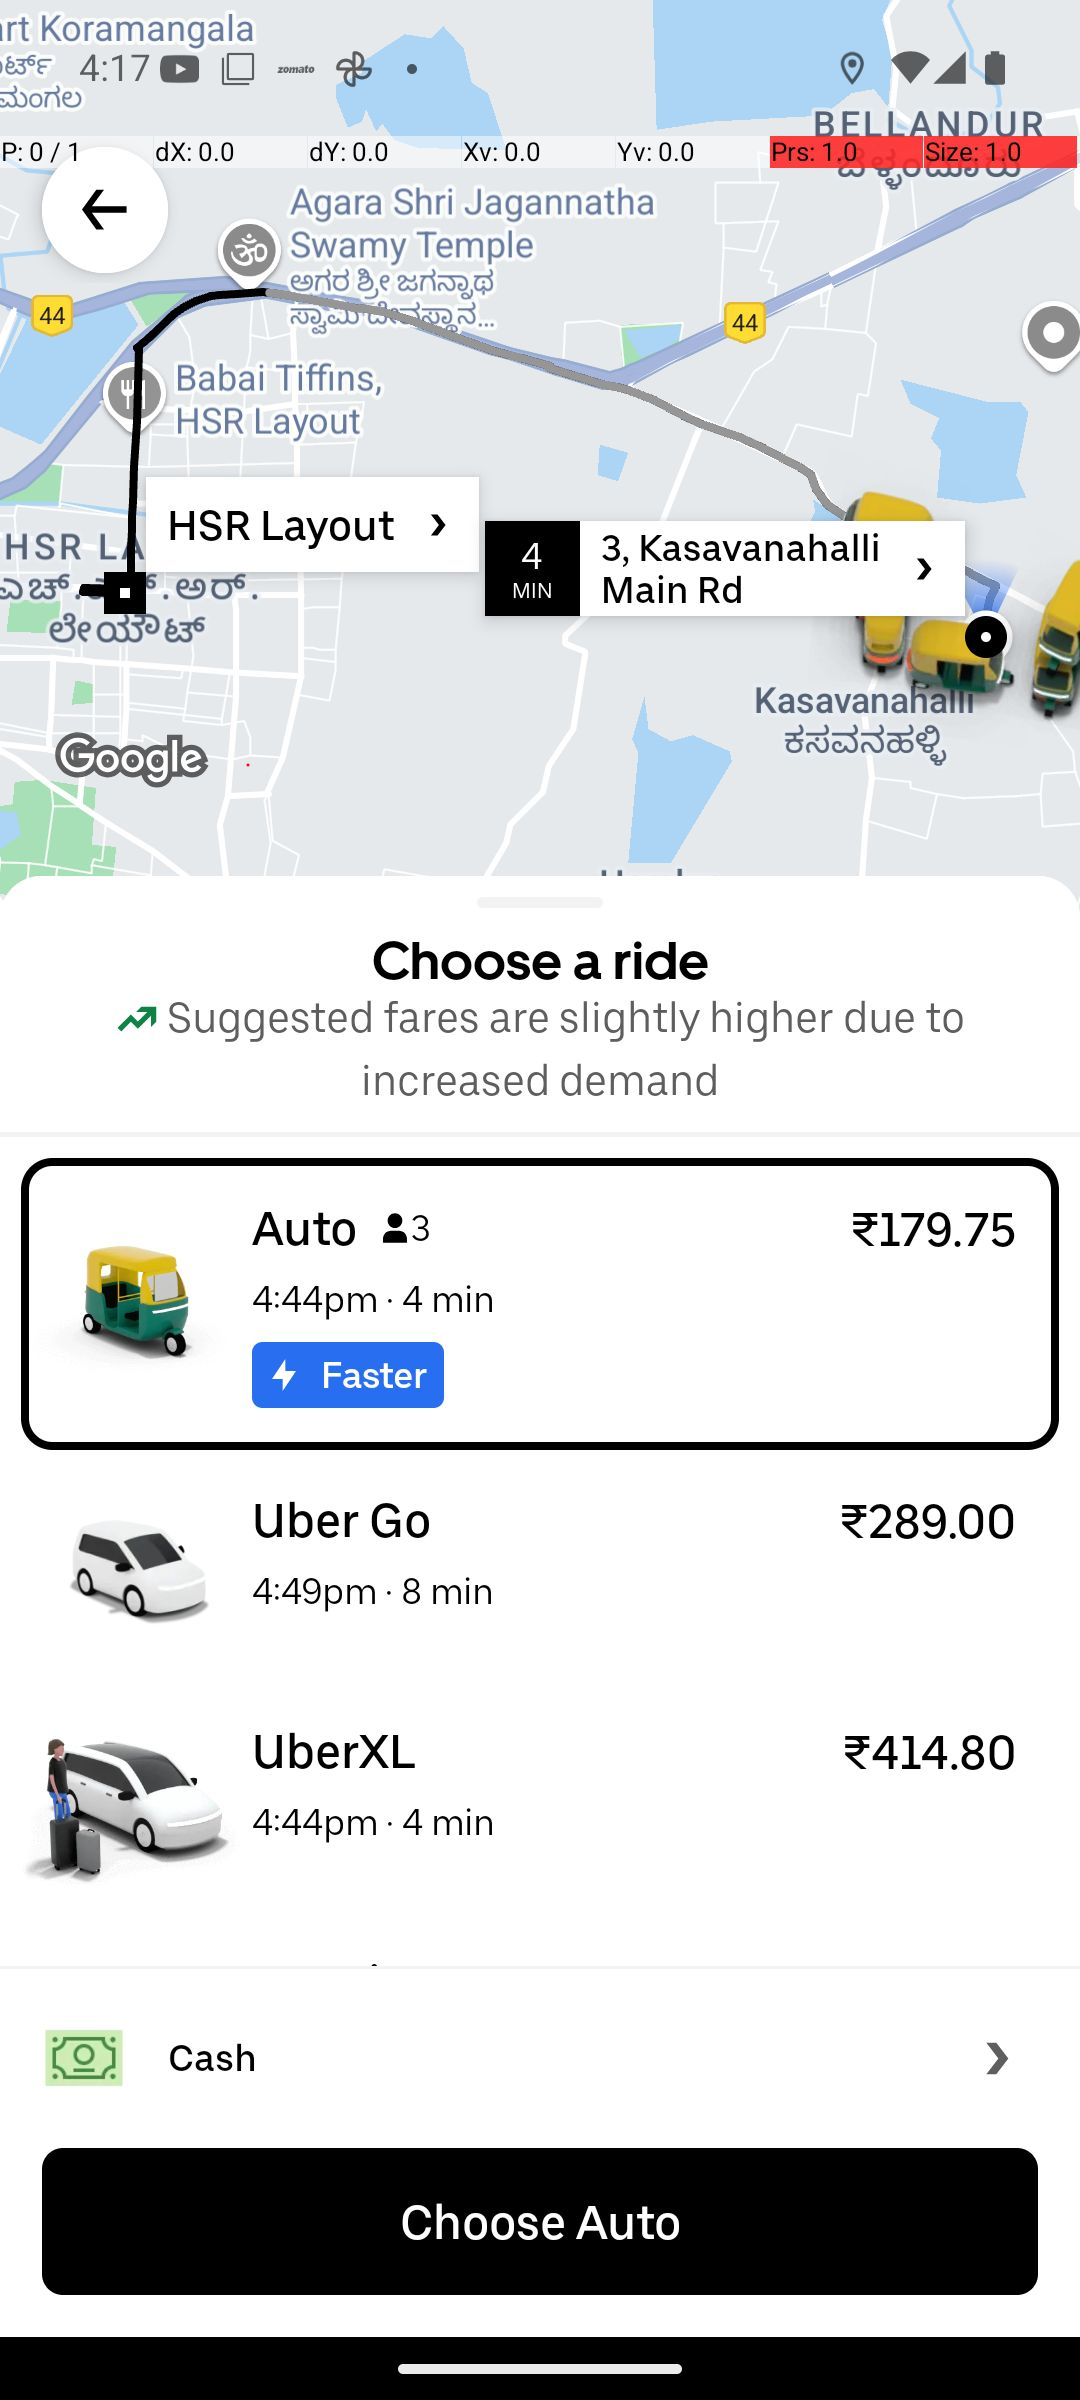 art Koramangala
4:17
zomato
ಮಂಗಲ
BELLANDUR
P: 0 / 1
dX: 0.0
dY: 0.0
Xv: 0.0
Yv: 0.0
Prs: 1.0
Size: 1.0
Agara Shri Jagannatha
Swamy Temple
ಅಗರ ಶ್ರೀ ಜಗನ್ನಾಥ
ಸ್ವಾಮಿ ದೇವಸ್ಥಾನ...
44
44
Babai Tiffins,
HSR Layout
HSR Layout
4
MIN
3, Kasavanahalli
Main Rd
HSR LA
ಲೇಯೌಟ್
Kasavanahalli
ಕಸವನಹಳ್ಳಿ
Google
Choose a ride
Suggested fares are slightly higher due to
increased demand
Auto 3
₹179.75
4:44pm · 4 min
Faster
Uber Go
₹289.00
4:49pm · 8 min
UberXL
₹414.80
4:44pm · 4 min
Cash
Choose Auto